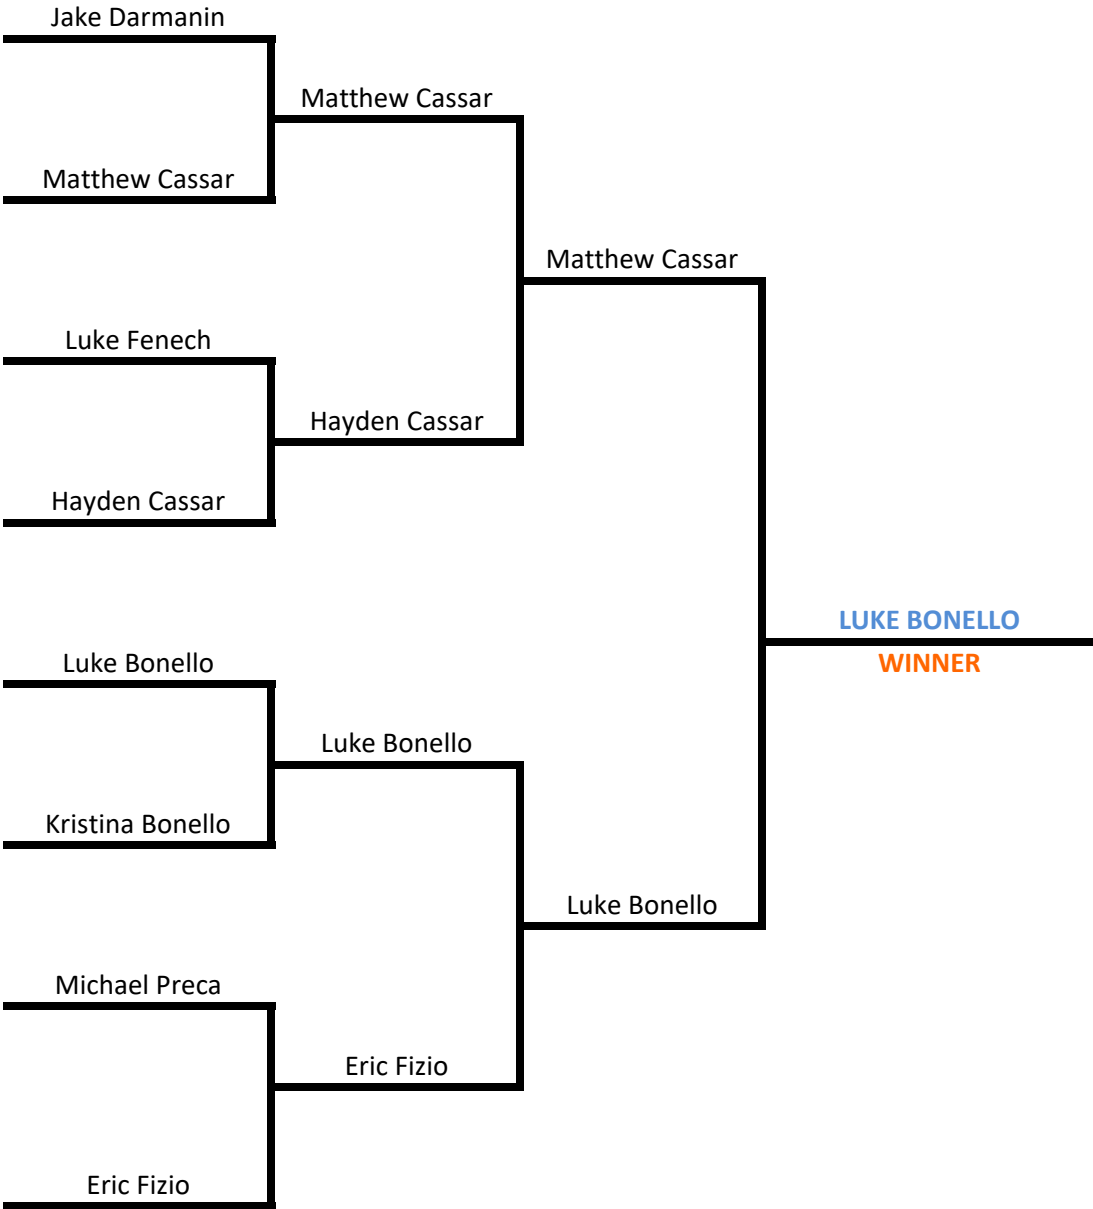 Jake Darmanin
Matthew Cassar
Matthew Cassar
Matthew Cassar
Luke Fenech
Hayden Cassar
Hayden Cassar
LUKE BONELLO
WINNER
Luke Bonello
Luke Bonello
Kristina Bonello
Luke Bonello
Michael Preca
Eric Fizio
Eric Fizio